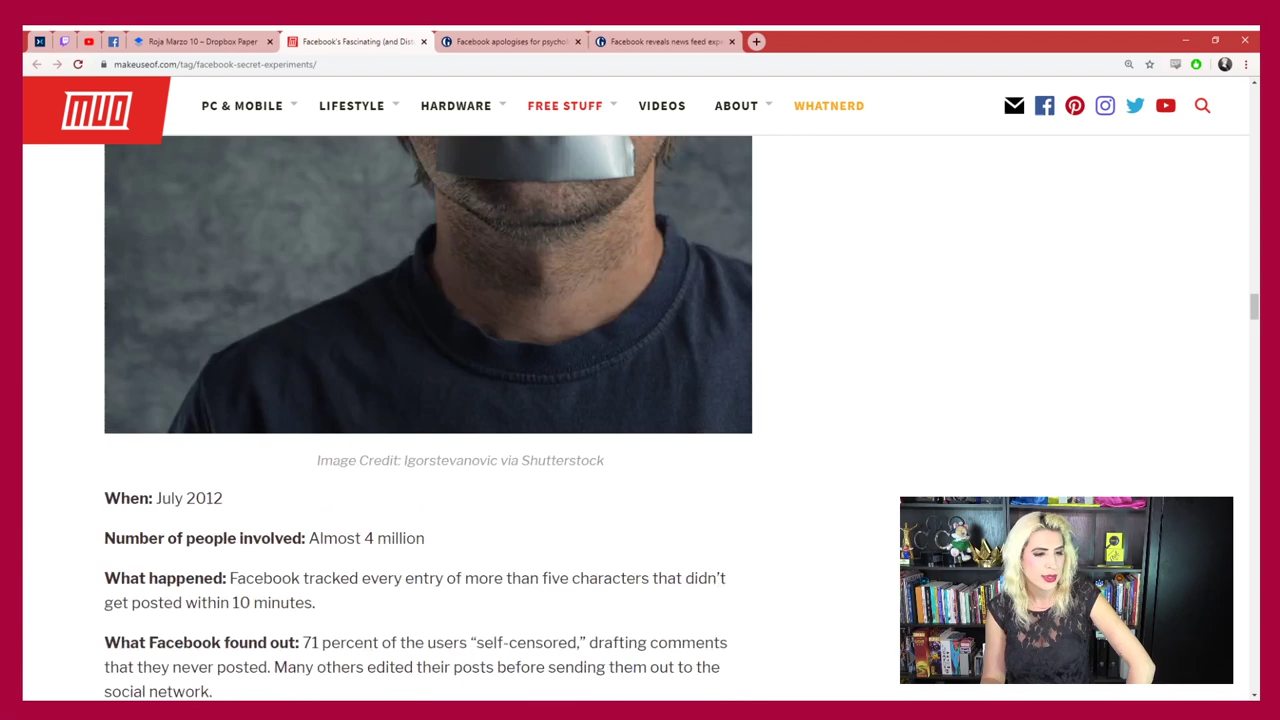 Roja Marzo 10 – Dropbox Paper
Facebook's Fascinating (and Dist
Facebook apologises for psychol
Facebook reveals news feed expe
makeuseof.com/tag/facebook-secret-experiments/
MUO
PC & MOBILE
LIFESTYLE
HARDWARE
FREE STUFF
VIDEOS
ABOUT
WHATNERD
Image Credit: Igorstevanovic via Shutterstock
When: July 2012
Number of people involved: Almost 4 million
What happened: Facebook tracked every entry of more than five characters that didn't
get posted within 10 minutes.
What Facebook found out: 71 percent of the users “self-censored,” drafting comments
that they never posted. Many others edited their posts before sending them out to the
social network.